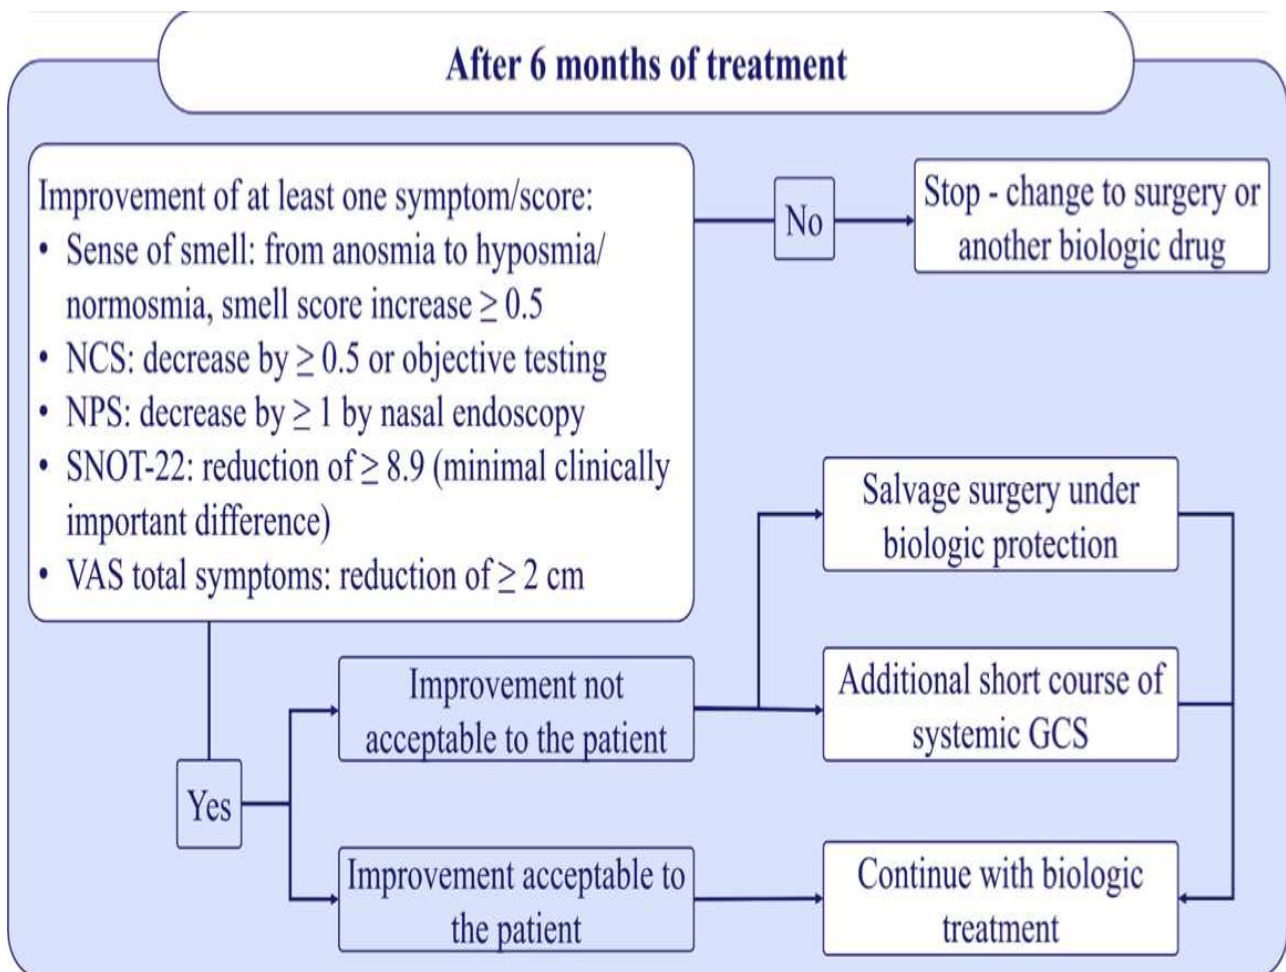 After 6 months of treatment
Improvement of at least one symptom/score:
• Sense of smell: from anosmia to hyposmia/
normosmia, smell score increase ≥ 0.5
• NCS: decrease by ≥ 0.5 or objective testing
• NPS: decrease by ≥ 1 by nasal endoscopy
• SNOT-22: reduction of ≥ 8.9 (minimal clinically
important difference)
• VAS total symptoms: reduction of ≥ 2 cm
No
Stop - change to surgery or
another biologic drug
Yes
Improvement not
acceptable to the patient
Salvage surgery under
biologic protection
Additional short course of
systemic GCS
Improvement acceptable to
the patient
Continue with biologic
treatment